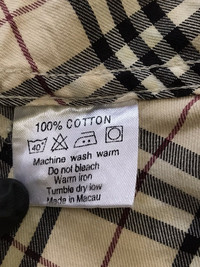 100% COTTON
40°
Machine wash warm
Do not bleach
Warm iron
Tumble dry low
Made in Macau